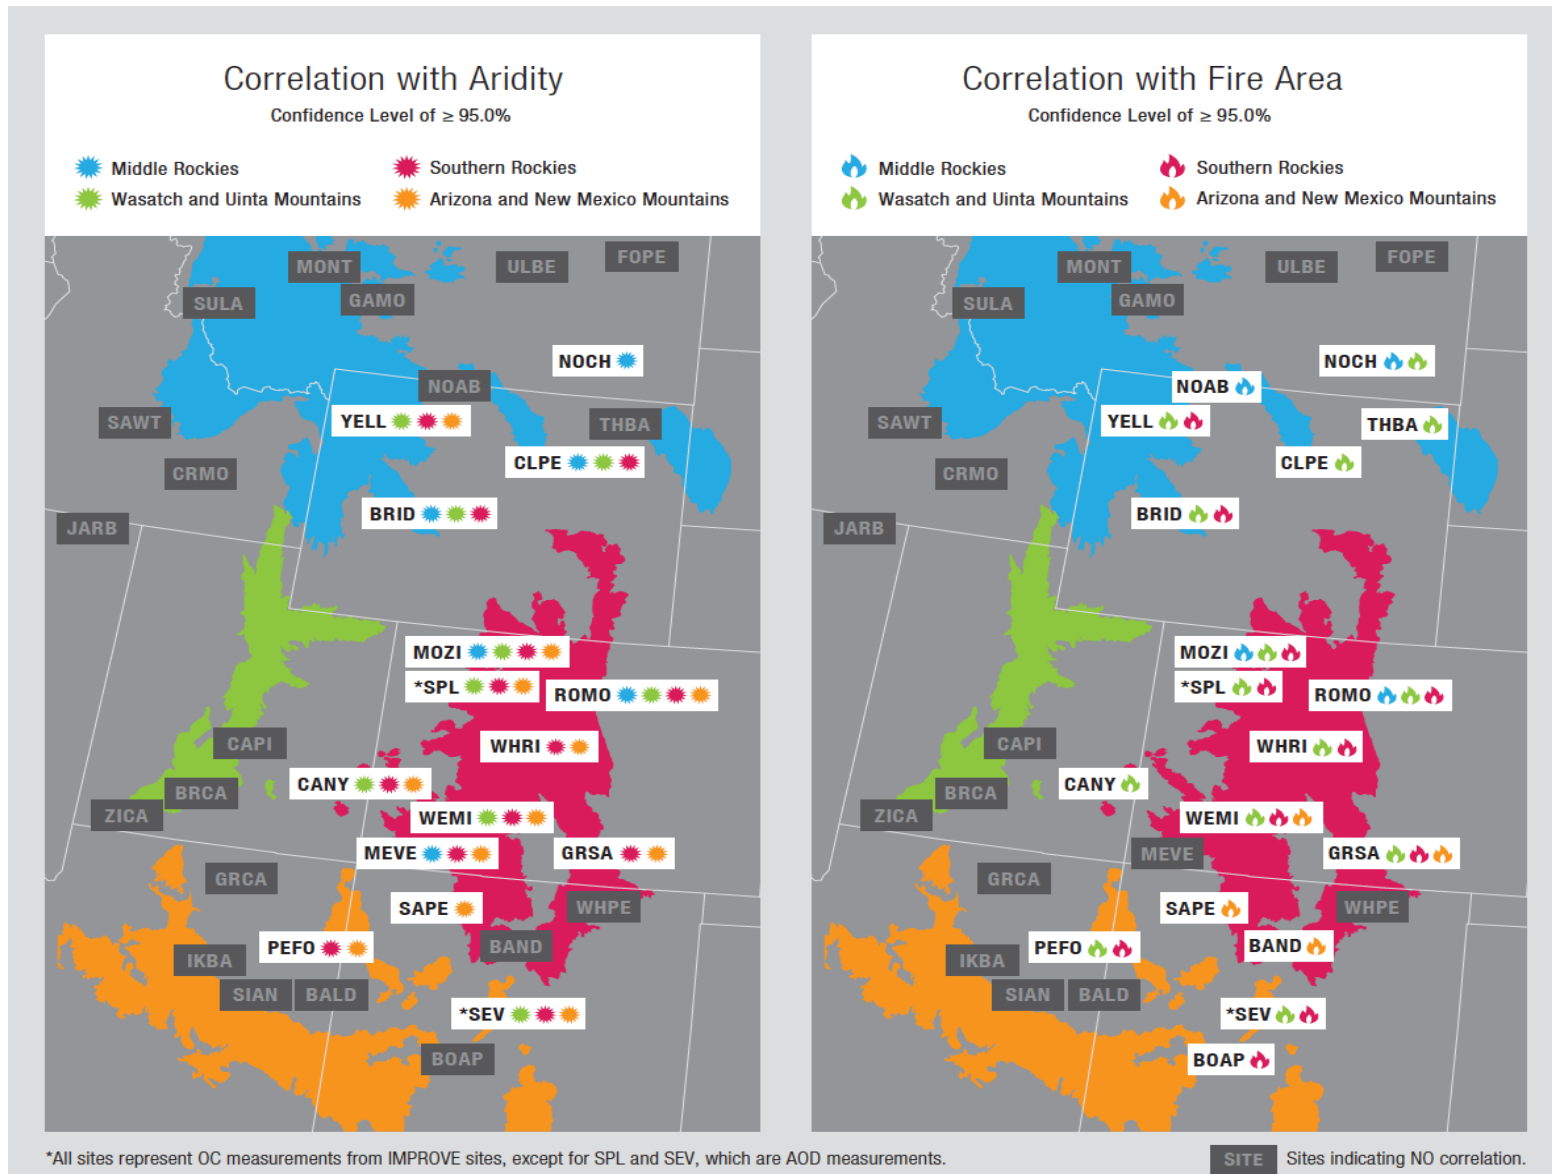 Correlation with Aridity
Confidence Level of ≥ 95.0%
Middle Rockies
Southern Rockies
Wasatch and Uinta Mountains
Arizona and New Mexico Mountains
MONT
ULBE
FOPE
SULA
GAMO
NOCH
NOAB
SAWT
YELL
THBA
CRMO
CLPE
BRID
JARB
MOZI
*SPL
ROMO
CAPI
WHRI
CANY
BRCA
ZICA
WEMI
MEVE
GRSA
GRCA
SAPE
WHPE
PEFO
BAND
IKBA
SIAN
BALD
*SEV
BOAP
Correlation with Fire Area
Confidence Level of ≥ 95.0%
Middle Rockies
Southern Rockies
Wasatch and Uinta Mountains
Arizona and New Mexico Mountains
MONT
ULBE
FOPE
SULA
GAMO
NOCH
NOAB
SAWT
YELL
THBA
CRMO
CLPE
BRID
JARB
MOZI
*SPL
ROMO
CAPI
WHRI
CANY
BRCA
ZICA
WEMI
MEVE
GRSA
GRCA
SAPE
WHPE
PEFO
BAND
IKBA
SIAN
BALD
*SEV
BOAP
*All sites represent OC measurements from IMPROVE sites, except for SPL and SEV, which are AOD measurements.
SITE Sites indicating NO correlation.